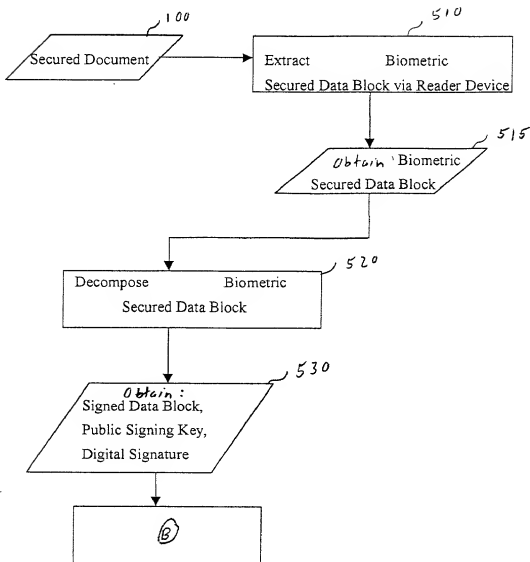 100
510
Secured Document
Extract Biometric
Secured Data Block via Reader Device
515
Obtain: Biometric
Secured Data Block
520
Decompose Biometric
Secured Data Block
530
Obtain:
Signed Data Block,
Public Signing Key,
Digital Signature
B